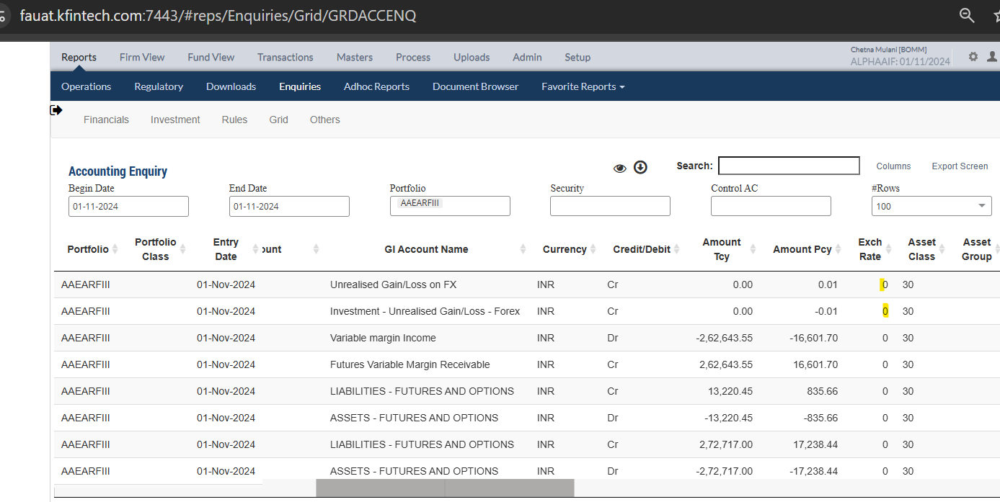 fauat.kfintech.com:7443/#reps/Enquiries/Grid/GRDACCENQ
Reports Firm View Fund View Transactions Masters Process Uploads Admin Setup
Chetna Mulani [BOMM]
ALPHAAIF: 01/11/2024
Operations Regulatory Downloads Enquiries Adhoc Reports Document Browser Favorite Reports
Financials Investment Rules Grid Others
Accounting Enquiry
Search: Columns Export Screen
Begin Date End Date Portfolio Security Control AC #Rows
01-11-2024 01-11-2024 AAEARFIII 100
Portfolio Portfolio Class Entry Date ount Gl Account Name Currency Credit/Debit Amount Tcy Amount Pcy Exch Rate Asset Class Asset Group
AAEARFIII 01-Nov-2024 Unrealised Gain/Loss on FX INR Cr 0.00 0.01 0 30
AAEARFIII 01-Nov-2024 Investment - Unrealised Gain/Loss - Forex INR Cr 0.00 -0.01 0 30
AAEARFIII 01-Nov-2024 Variable margin Income INR Dr -2,62,643.55 -16,601.70 0 30
AAEARFIII 01-Nov-2024 Futures Variable Margin Receivable INR Cr 2,62,643.55 16,601.70 0 30
AAEARFIII 01-Nov-2024 LIABILITIES - FUTURES AND OPTIONS INR Cr 13,220.45 835.66 0 30
AAEARFIII 01-Nov-2024 ASSETS - FUTURES AND OPTIONS INR Dr -13,220.45 -835.66 0 30
AAEARFIII 01-Nov-2024 LIABILITIES - FUTURES AND OPTIONS INR Cr 2,72,717.00 17,238.44 0 30
AAEARFIII 01-Nov-2024 ASSETS - FUTURES AND OPTIONS INR Dr -2,72,717.00 -17,238.44 0 30